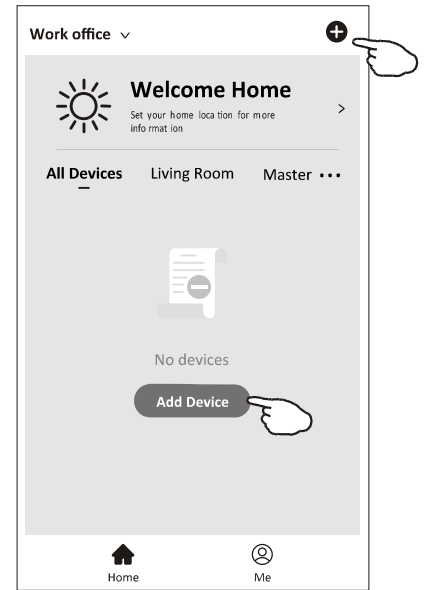 Work office
Welcome Home
Set your home loca tion for more
info rmat ion
All Devices Living Room Master
No devices
Add Device
Home Me